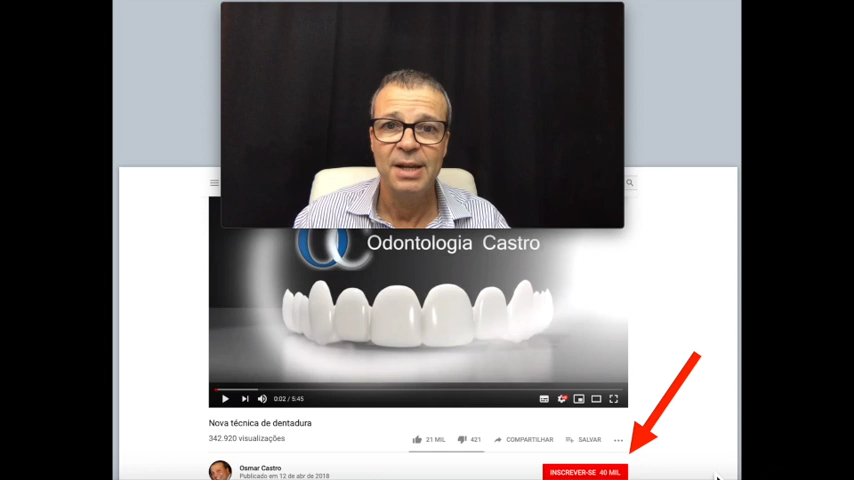 Odontologia Castro
0:02 / 5:45
Nova técnica de dentadura
342.920 visualizações
21 MIL
421
COMPARTILHAR
SALVAR
Osmar Castro
Publicado em 12 de abr de 2018
INSCREVER-SE 40 MIL